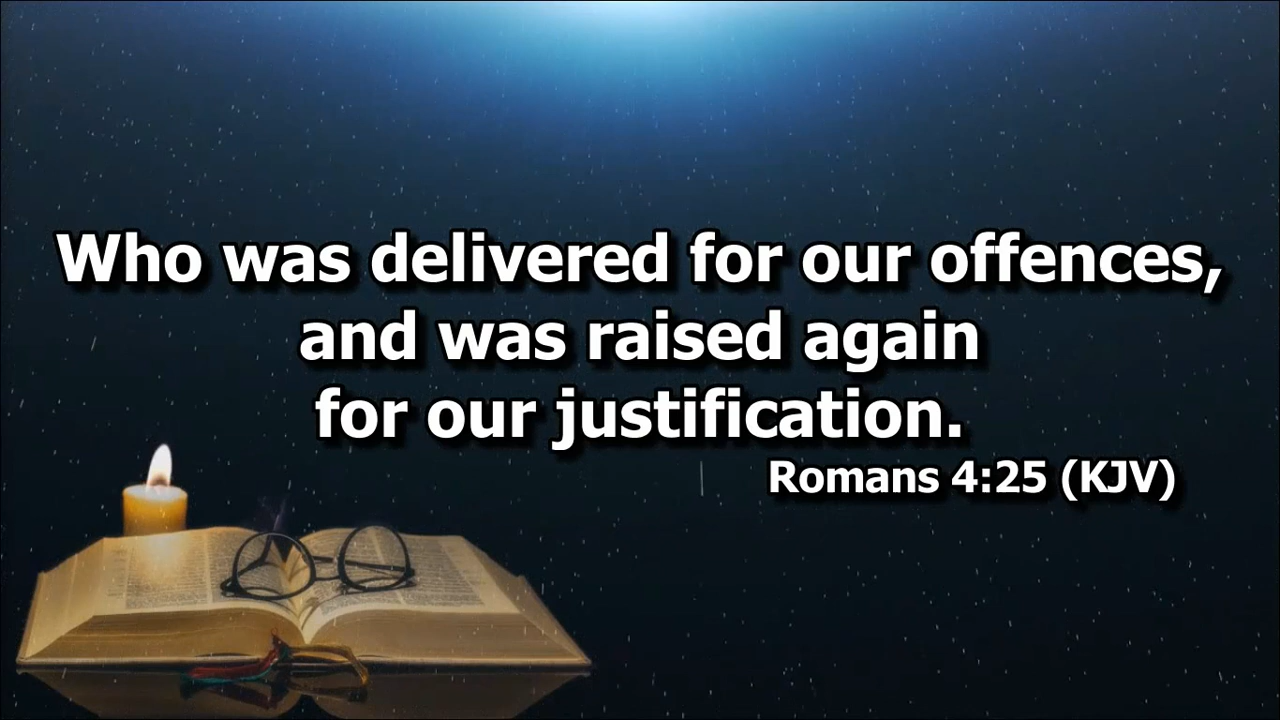 Who was delivered for our offences,
and was raised again
for our justification.
Romans 4:25 (KJV)